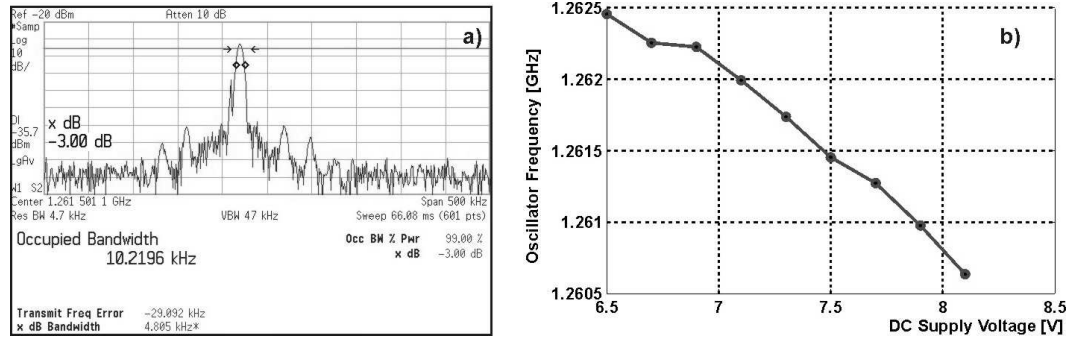 Ref -20 dBm Atten 10 dB
*Samp
Log
10
dB/
a)
x dB
-3.00 dB
DI
-35.7
dBm
LgAv
W1 S2
Center 1.261 501 1 GHz Span 500 kHz
Res BW 4.7 kHz VBW 47 kHz Sweep 66.08 ms (601 pts)
Occupied Bandwidth Occ BW % Pwr 99.00 %
10.2196 kHz x dB -3.00 dB
Transmit Freq Error -29.092 kHz
x dB Bandwidth 4.805 kHz*
b)
Oscillator Frequency [GHz]
1.2625
1.262
1.2615
1.261
1.2605
6.5 7 7.5 8 8.5
DC Supply Voltage [V]